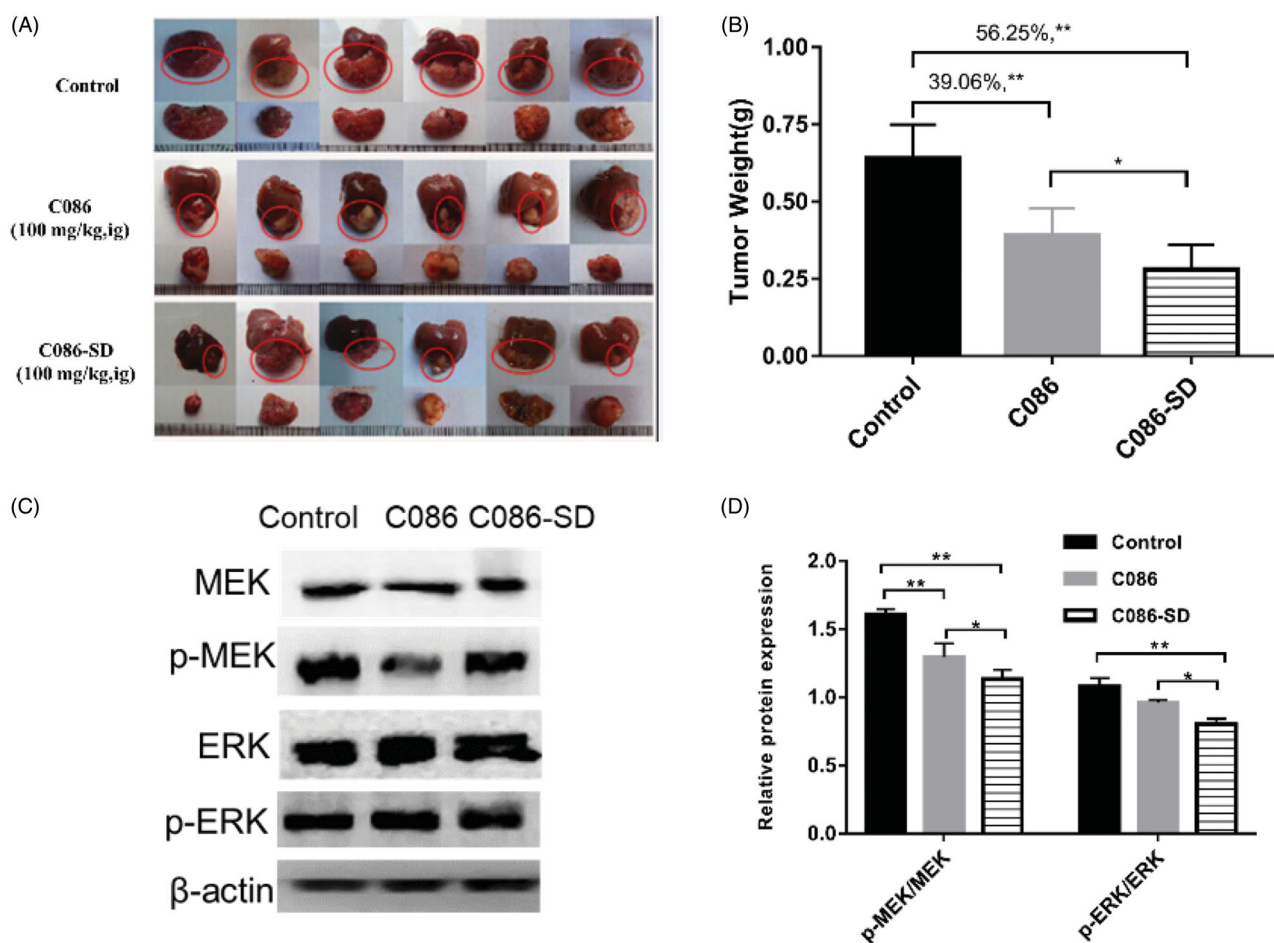 (A)
Control
C086
(100 mg/kg,ig)
C086-SD
(100 mg/kg,ig)
(B)
56.25%,**
39.06%,**
*
1.00
0.75
0.50
0.25
0.00
Tumor Weight(g)
Control
C086
C086-SD
(C)
Control C086 C086-SD
MEK
p-MEK
ERK
p-ERK
β-actin
(D)
Control
C086
C086-SD
**
**
*
**
*
2.0
1.5
1.0
0.5
0.0
Relative protein expression
p-MEK/MEK
p-ERK/ERK